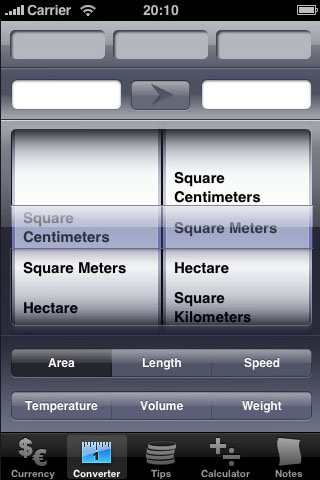 Carrier 20:10
Square
Centimeters
Square Meters
Hectare
Square
Centimeters
Square Meters
Hectare
Square
Kilometers
Area Length Speed
Temperature Volume Weight
1
Currency Converter Tips Calculator Notes